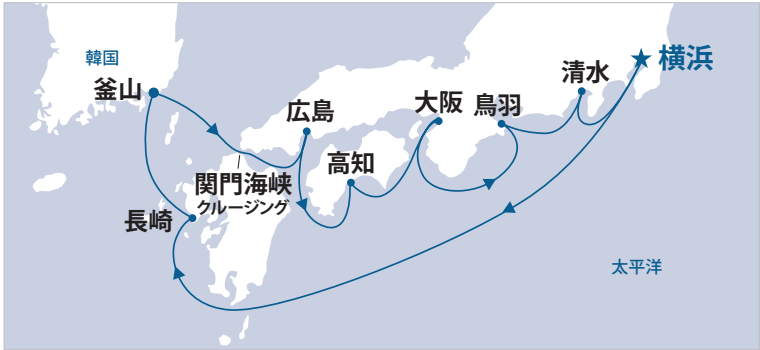 韓国
釜山
広島
大阪
鳥羽
清水
横浜
高知
関門海峡
クルージング
長崎
太平洋